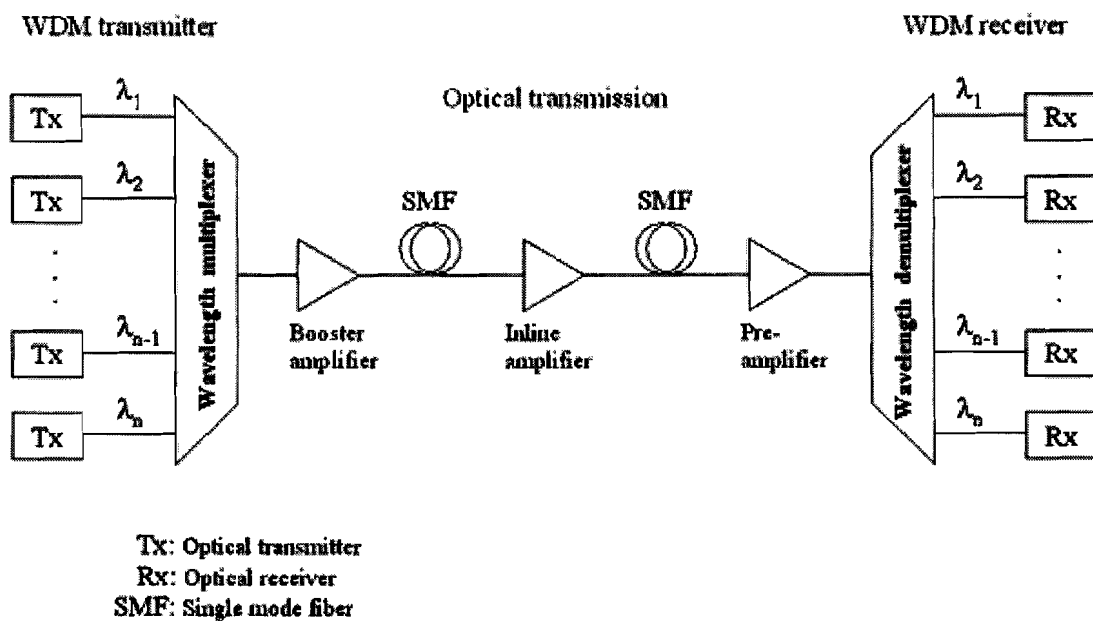 WDM transmitter
WDM receiver
Optical transmission
λ1
Tx
λ2
Tx
. . .
λn-1
Tx
λn
Tx
Wavelength multiplexer
SMF
SMF
Booster
amplifier
Inline
amplifier
Pre-
amplifier
Wavelength demultiplexer
λ1
Rx
λ2
Rx
. . .
λn-1
Rx
λn
Rx
Tx: Optical transmitter
Rx: Optical receiver
SMF: Single mode fiber